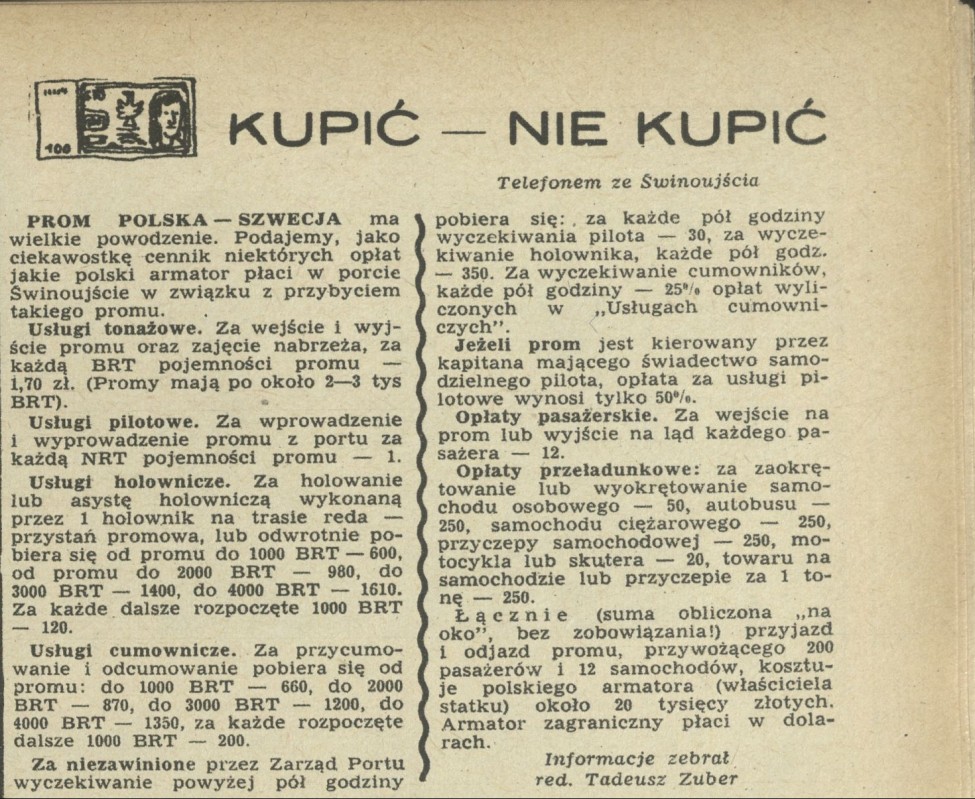 100
KUPIĆ — NIE KUPIĆ
Telefonem ze Świnoujścia
PROM POLSKA — SZWECJA ma
wielkie powodzenie. Podajemy, jako
ciekawostkę cennik niektórych opłat
jakie polski armator płaci w porcie
Świnoujście w związku z przybyciem
takiego promu.
Usługi tonażowe. Za wejście i wyj-
ście promu oraz zajęcie nabrzeża, za
każdą BRT pojemności promu —
1,70 zł. (Promy mają po około 2—3 tys
BRT).
Usługi pilotowe. Za wprowadzenie
i wyprowadzenie promu z portu za
każdą NRT pojemności promu — 1.
Usługi holownicze. Za holowanie
lub asystę holowniczą wykonaną
przez 1 holownik na trasie reda —
przystań promowa, lub odwrotnie po-
biera się od promu do 1000 BRT — 600,
od promu do 2000 BRT — 980, do
3000 BRT — 1400, do 4000 BRT — 1610.
Za każde dalsze rozpoczęte 1000 BRT
— 120.
Usługi cumownicze. Za przycumo-
wanie i odcumowanie pobiera się od
promu: do 1000 BRT — 660, do 2000
BRT — 870, do 3000 BRT — 1200, do
4000 BRT — 1350, za każde rozpoczęte
dalsze 1000 BRT — 200.
Za niezawinione przez Zarząd Portu
wyczekiwanie powyżej pół godziny
pobiera się: za każde pół godziny
wyczekiwania pilota — 30, za wycze-
kiwanie holownika, każde pół godz.
— 350. Za wyczekiwanie cumowników,
każde pół godziny — 25% opłat wyli-
czonych w „Usługach cumowni-
czych”.
Jeżeli prom jest kierowany przez
kapitana mającego świadectwo samo-
dzielnego pilota, opłata za usługi pi-
lotowe wynosi tylko 50%.
Opłaty pasażerskie. Za wejście na
prom lub wyjście na ląd każdego pa-
sażera — 12.
Opłaty przeładunkowe: za zaokrę-
towanie lub wyokrętowanie samo-
chodu osobowego — 50, autobusu —
250, samochodu ciężarowego — 250,
przyczepy samochodowej — 250, mo-
tocykla lub skutera — 20, towaru na
samochodzie lub przyczepie za 1 to-
nę — 250.
Łącznie (suma obliczona „na
oko”, bez zobowiązania!) przyjazd
i odjazd promu, przywożącego 200
pasażerów i 12 samochodów, kosztu-
je polskiego armatora (właściciela
statku) około 20 tysięcy złotych.
Armator zagraniczny płaci w dola-
rach.
Informacje zebrał
red. Tadeusz Zuber